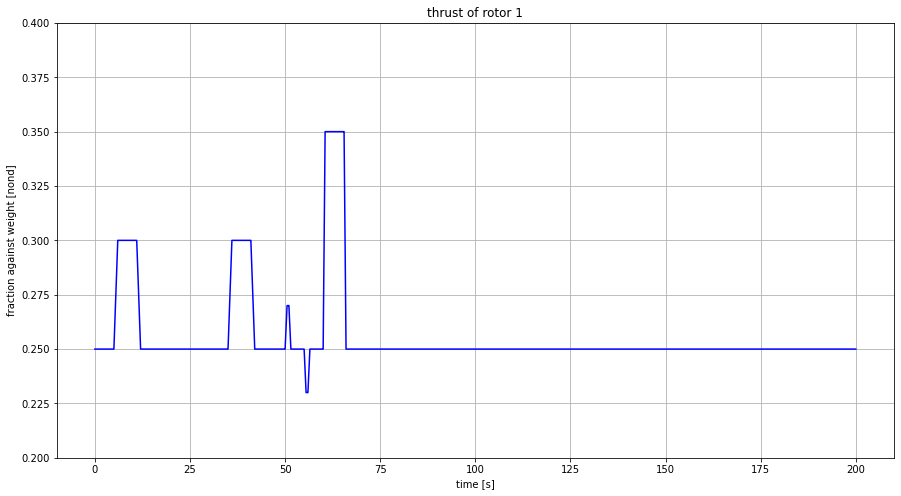 thrust of rotor 1
fraction against weight [nond]
0.400
0.375
0.350
0.325
0.300
0.275
0.250
0.225
0.200
0 25 50 75 100 125 150 175 200
time [s]